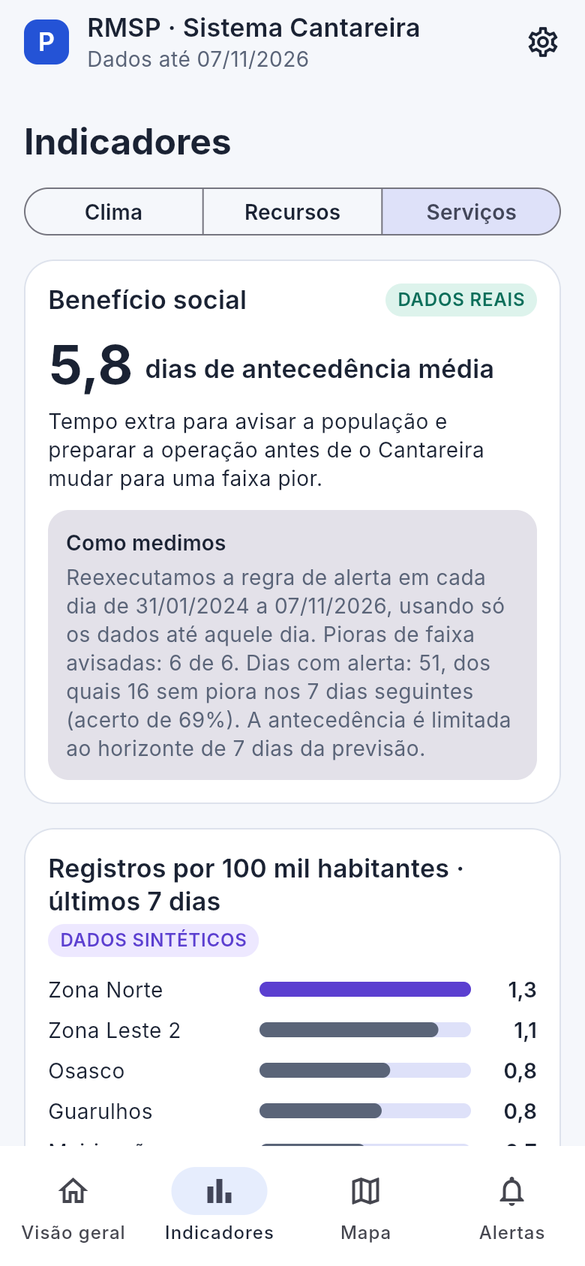 P
RMSP · Sistema Cantareira
Dados até 07/11/2026
Indicadores
Clima
Recursos
Serviços
Benefício social
DADOS REAIS
5,8 dias de antecedência média
Tempo extra para avisar a população e
preparar a operação antes de o Cantareira
mudar para uma faixa pior.
Como medimos
Reexecutamos a regra de alerta em cada
dia de 31/01/2024 a 07/11/2026, usando só
os dados até aquele dia. Pioras de faixa
avisadas: 6 de 6. Dias com alerta: 51, dos
quais 16 sem piora nos 7 dias seguintes
(acerto de 69%). A antecedência é limitada
ao horizonte de 7 dias da previsão.
Registros por 100 mil habitantes ·
últimos 7 dias
DADOS SINTÉTICOS
Zona Norte 1,3
Zona Leste 2 1,1
Osasco 0,8
Guarulhos 0,8
Visão geral
Indicadores
Mapa
Alertas